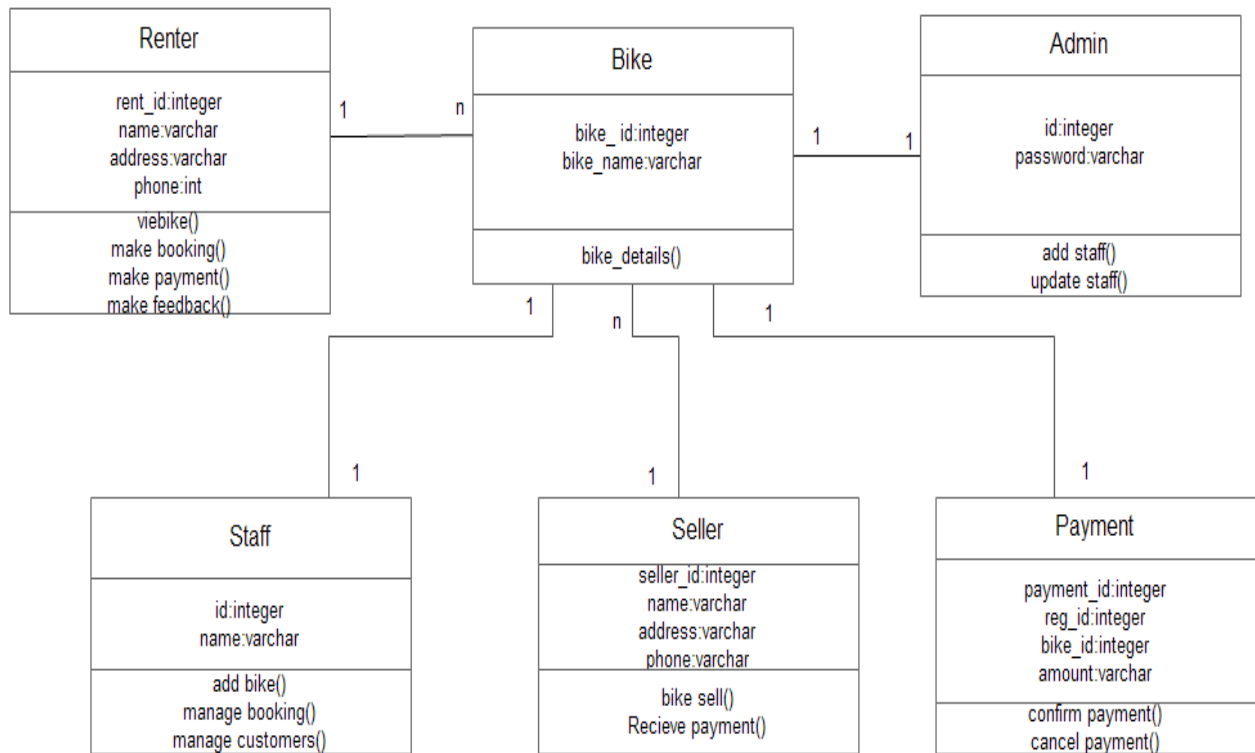 Renter
rent_id:integer
name:varchar
address:varchar
phone:int
viebike()
make booking()
make payment()
make feedback()
1
n
Bike
bike_ id:integer
bike_name:varchar
bike_details()
1
1
Admin
id:integer
password:varchar
add staff()
update staff()
1
n
1
1
1
1
Staff
id:integer
name:varchar
add bike()
manage booking()
manage customers()
Seller
seller_id:integer
name:varchar
address:varchar
phone:varchar
bike sell()
Recieve payment()
Payment
payment_id:integer
reg_id:integer
bike_id:integer
amount:varchar
confirm payment()
cancel payment()